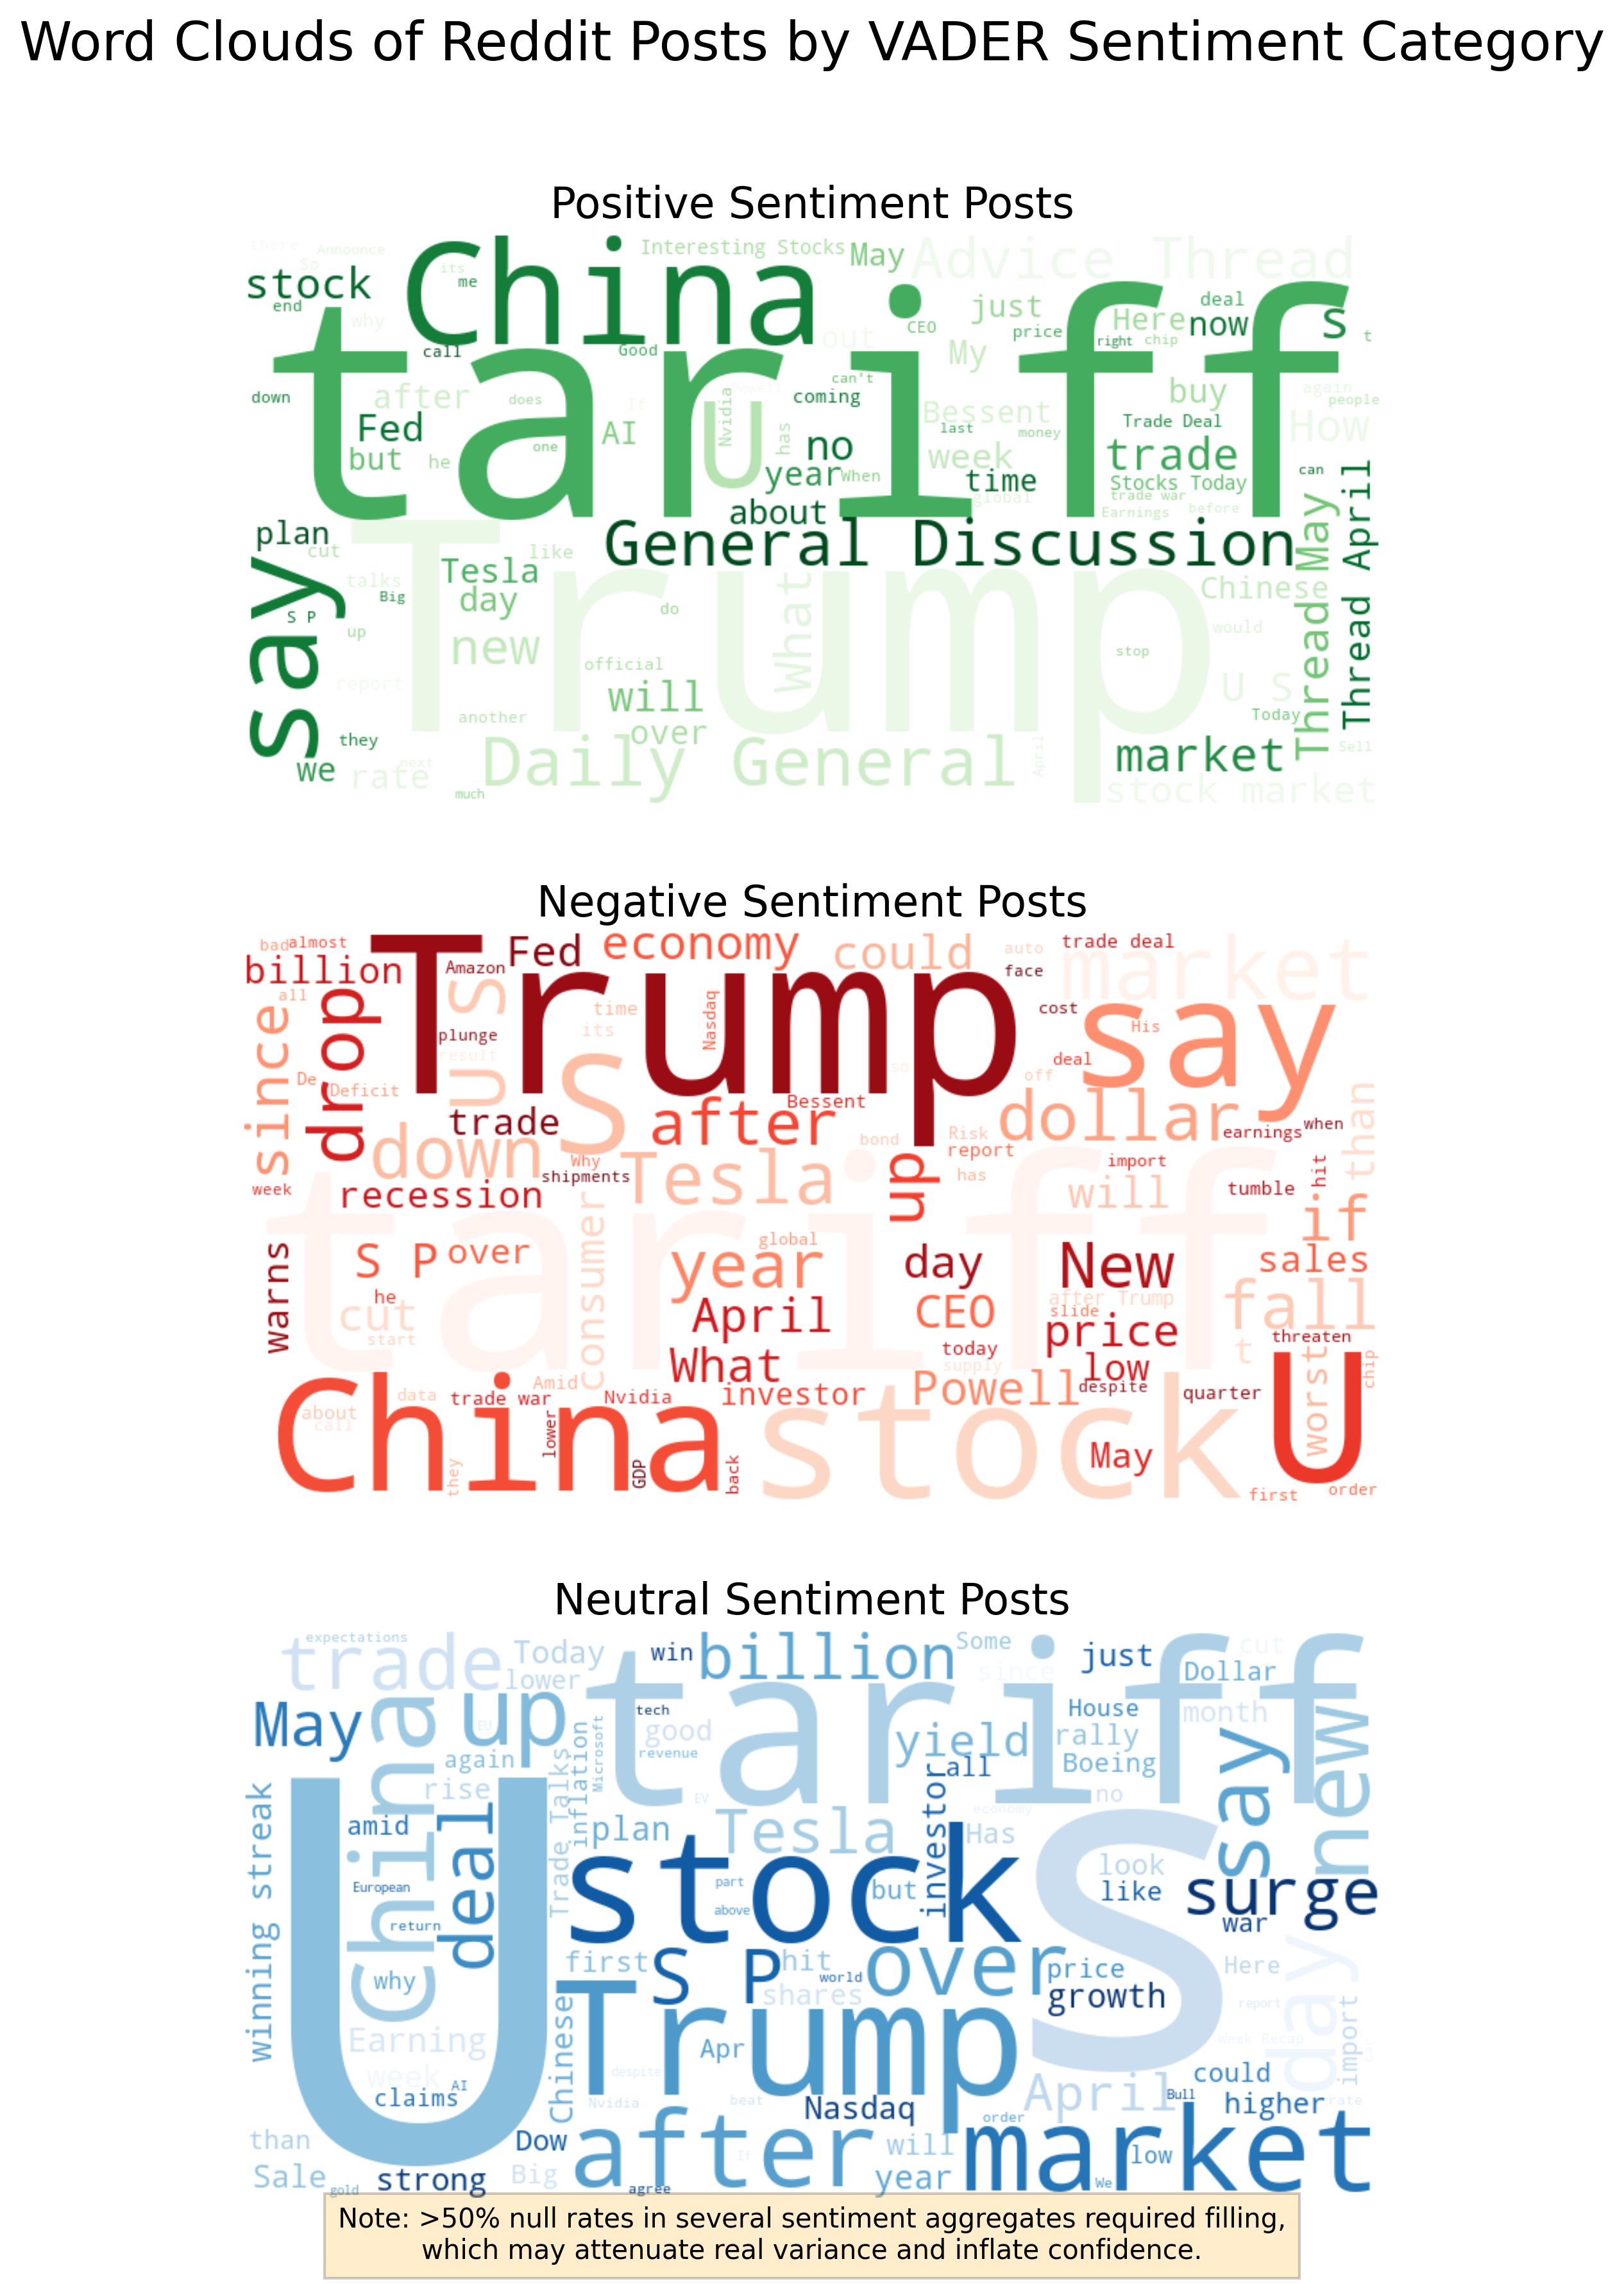 Word Clouds of Reddit Posts by VADER Sentiment Category
Positive Sentiment Posts
there
Announce
So
its
me
China
Interesting Stocks
May
Advice Thread
stock
end
why
call
tariff
Good
out
CEO
just
My
price
Here
right
chip
deal
now
s
t
down
after
does
If
Nvidia
can't
coming
Bessent
buy
again
people
Fed
but
he
one
AI
U
has
no
last
money
Trade Deal
How
year
When
week
time
trade
can
Stocks Today
global
trade war
Earnings
before
about
plan
cut
General Discussion
Thread May
Thread April
say
talks
Big
S P
up
like
Tesla
day
do
What
Trump
Chinese
would
new
official
stop
report
will
U S
another
over
Today
they
we
rate
next
much
Daily General
April
market
Sell
stock market
Negative Sentiment Posts
bad
almost
billion
all
Trump
Fed
economy
could
auto
face
trade deal
market
Amazon
US
since
drop
plunge
result
time
its
Nasdaq
cost
say
His
De
Deficit
S
so
off
deal
trade
after
Bessent
dollar
earnings
when
than
down
Why
bond
Risk
report
shipments
Tesla
up
has
import
hit
week
recession
will
tumble
if
tariff
warns
S P
over
consumer
year
global
day
New
sales
he
cut
start
April
CEO
after Trump
slide
price
fall
threaten
t
What
today
supply
low
China
data
trade war
Amid
Nvidia
investor
Powell
despite
quarter
U
worst
chip
about
call
lower
stock
they
GDP
back
May
first
order
Neutral Sentiment Posts
expectations
trade
Today
lower
win
billion
Some
since
just
cut
Dollar
May
China
up
EU
again
rise
tariff
tech
good
revenue
Microsoft
inflation
Trade Talks
yield
House
rally
Boeing
month
say
new
all
investor
no
EV
economy
winning streak
U
amid
deal
plan
Tesla
Has
S
look
like
surge
war
European
return
stock
part
above
but
why
first
S P
hit
world
shares
over
price
growth
Here
report
day
Earning
week
claims
AI
Chinese
Trump
Apr
despite
Nvidia
beat
Week Recap
import
April
could
Bull
higher
rate
Nasdaq
order
than
Sale
gold
strong
Dow
Big
after
If
agree
will
year
market
low
We
Note: >50% null rates in several sentiment aggregates required filling,
which may attenuate real variance and inflate confidence.